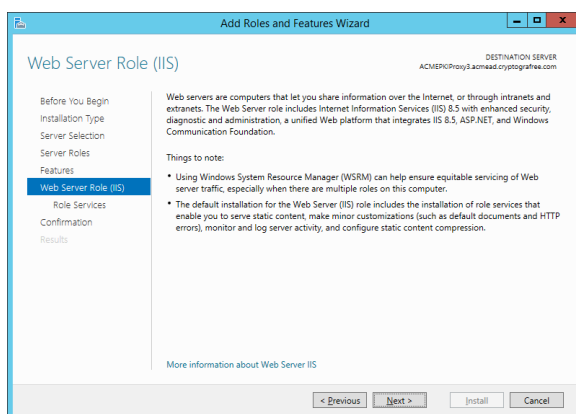 Add Roles and Features Wizard
Web Server Role (IIS)
DESTINATION SERVER
ACMEPKIProxy3.acmead.cryptografree.com
Before You Begin
Installation Type
Server Selection
Server Roles
Features
Web Server Role (IIS)
Role Services
Confirmation
Results
Web servers are computers that let you share information over the Internet, or through intranets and
extranets. The Web Server role includes Internet Information Services (IIS) 8.5 with enhanced security,
diagnostic and administration, a unified Web platform that integrates IIS 8.5, ASP.NET, and Windows
Communication Foundation.
Things to note:
• Using Windows System Resource Manager (WSRM) can help ensure equitable servicing of Web
server traffic, especially when there are multiple roles on this computer.
• The default installation for the Web Server (IIS) role includes the installation of role services that
enable you to serve static content, make minor customizations (such as default documents and HTTP
errors), monitor and log server activity, and configure static content compression.
More information about Web Server IIS
< Previous
Next >
Install
Cancel